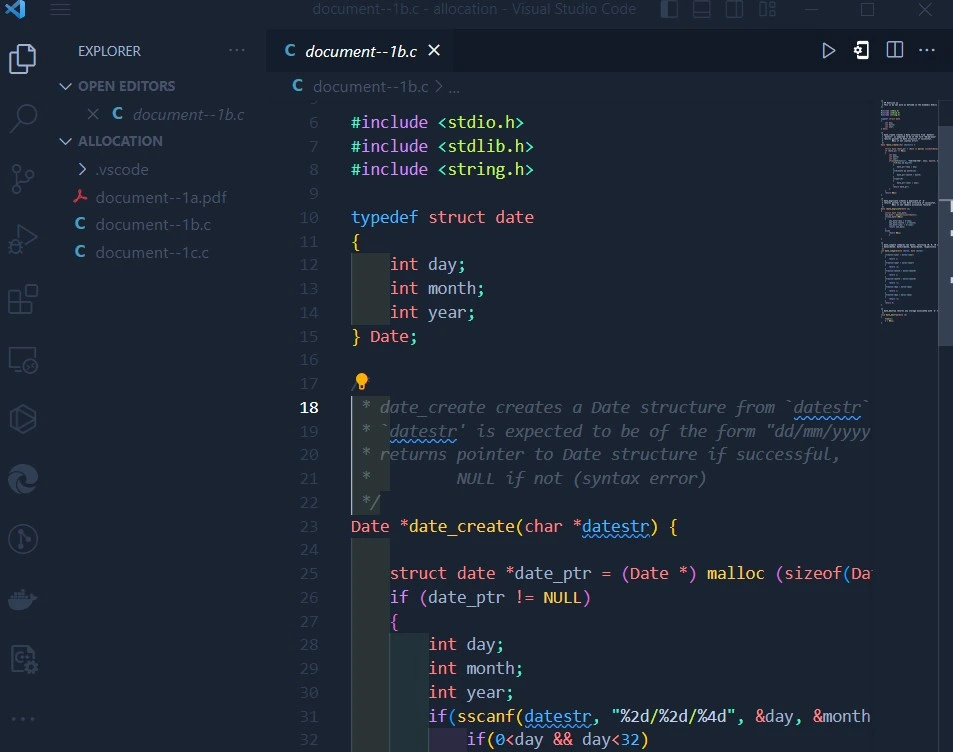 document--1b.c - allocation - Visual Studio Code
EXPLORER
OPEN EDITORS
C document--1b.c
ALLOCATION
.vscode
document--1a.pdf
C document--1b.c
C document--1c.c
C document--1b.c
C document--1b.c > ...
6 #include <stdio.h>
7 #include <stdlib.h>
8 #include <string.h>
9
10 typedef struct date
11 {
12 int day;
13 int month;
14 int year;
15 } Date;
16
17 /
18 * date_create creates a Date structure from `datestr`
19 * `datestr' is expected to be of the form "dd/mm/yyyy
20 * returns pointer to Date structure if successful,
21 * NULL if not (syntax error)
22 */
23 Date *date_create(char *datestr) {
24
25 struct date *date_ptr = (Date *) malloc (sizeof(Da
26 if (date_ptr != NULL)
27 {
28 int day;
29 int month;
30 int year;
31 if(sscanf(datestr, "%2d/%2d/%4d", &day, &month
32 if(0<day && day<32)